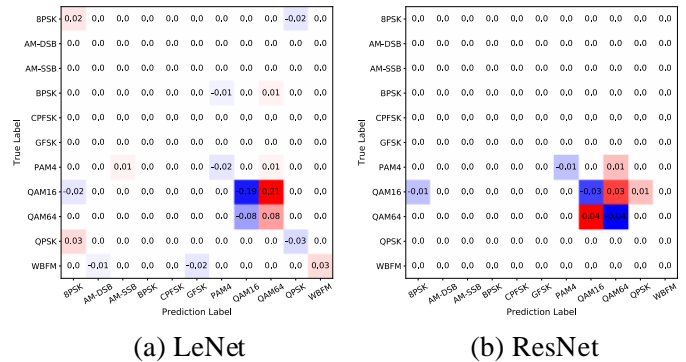 True Label
8PSK 0.02 0.0 0.0 0.0 0.0 0.0 0.0 0.0 0.0 -0.02 0.0
AM-DSB 0.0 0.0 0.0 0.0 0.0 0.0 0.0 0.0 0.0 0.0 0.0
AM-SSB 0.0 0.0 0.0 0.0 0.0 0.0 0.0 0.0 0.0 0.0 0.0
BPSK 0.0 0.0 0.0 0.0 0.0 0.0 -0.01 0.0 0.01 0.0 0.0
CPFSK 0.0 0.0 0.0 0.0 0.0 0.0 0.0 0.0 0.0 0.0 0.0
GFSK 0.0 0.0 0.0 0.0 0.0 0.0 0.0 0.0 0.0 0.0 0.0
PAM4 0.0 0.0 0.01 0.0 0.0 0.0 -0.02 0.0 0.01 0.0 0.0
QAM16 -0.02 0.0 0.0 0.0 0.0 0.0 0.0 -0.19 0.21 0.0 0.0
QAM64 0.0 0.0 0.0 0.0 0.0 0.0 0.0 -0.08 0.08 0.0 0.0
QPSK 0.03 0.0 0.0 0.0 0.0 0.0 0.0 0.0 0.0 -0.03 0.0
WBFM 0.0 -0.01 0.0 0.0 0.0 -0.02 0.0 0.0 0.0 0.0 0.03
8PSK AM-DSB AM-SSB BPSK CPFSK GFSK PAM4 QAM16 QAM64 QPSK WBFM
Prediction Label
(a) LeNet
True Label
8PSK 0.0 0.0 0.0 0.0 0.0 0.0 0.0 0.0 0.0 0.0 0.0
AM-DSB 0.0 0.0 0.0 0.0 0.0 0.0 0.0 0.0 0.0 0.0 0.0
AM-SSB 0.0 0.0 0.0 0.0 0.0 0.0 0.0 0.0 0.0 0.0 0.0
BPSK 0.0 0.0 0.0 0.0 0.0 0.0 0.0 0.0 0.0 0.0 0.0
CPFSK 0.0 0.0 0.0 0.0 0.0 0.0 0.0 0.0 0.0 0.0 0.0
GFSK 0.0 0.0 0.0 0.0 0.0 0.0 0.0 0.0 0.0 0.0 0.0
PAM4 0.0 0.0 0.0 0.0 0.0 0.0 -0.01 0.0 0.01 0.0 0.0
QAM16 -0.01 0.0 0.0 0.0 0.0 0.0 0.0 -0.03 0.03 0.01 0.0
QAM64 0.0 0.0 0.0 0.0 0.0 0.0 0.0 0.04 -0.04 0.0 0.0
QPSK 0.0 0.0 0.0 0.0 0.0 0.0 0.0 0.0 0.0 0.0 0.0
WBFM 0.0 0.0 0.0 0.0 0.0 0.0 0.0 0.0 0.0 0.0 0.0
8PSK AM-DSB AM-SSB BPSK CPFSK GFSK PAM4 QAM16 QAM64 QPSK WBFM
Prediction Label
(b) ResNet